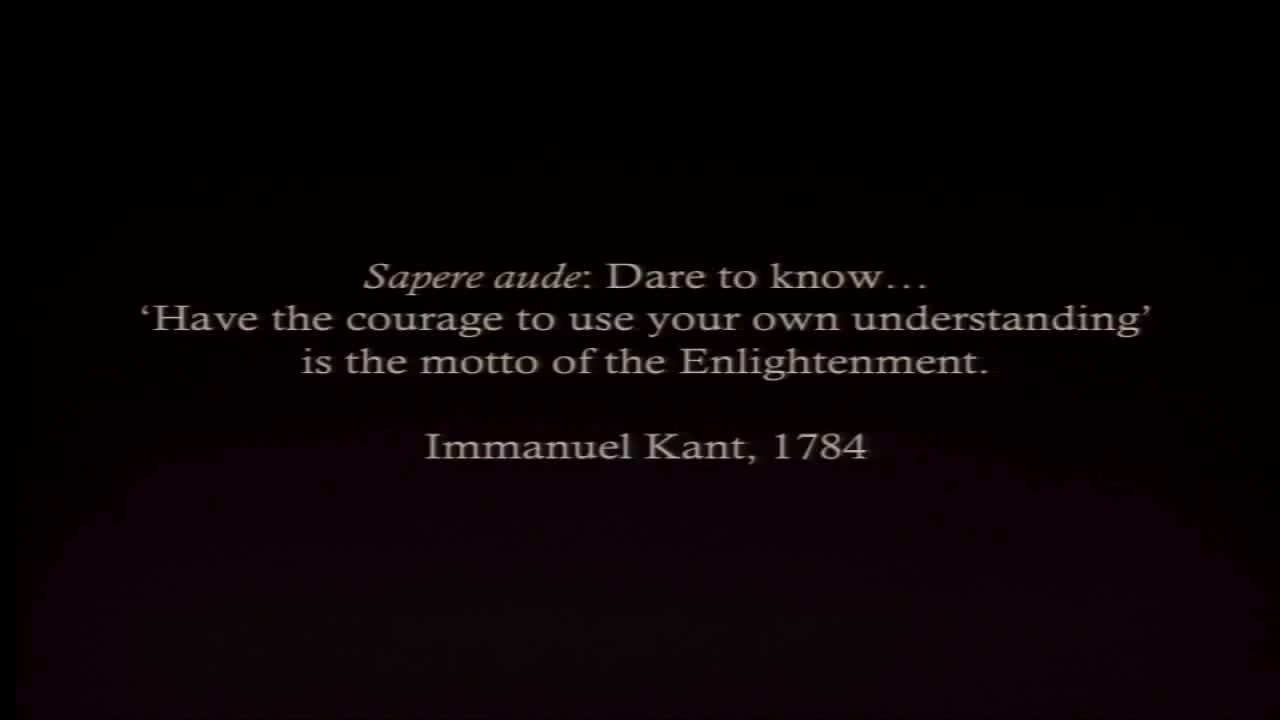 Sapere aude: Dare to know…
‘Have the courage to use your own understanding’
is the motto of the Enlightenment.
Immanuel Kant, 1784